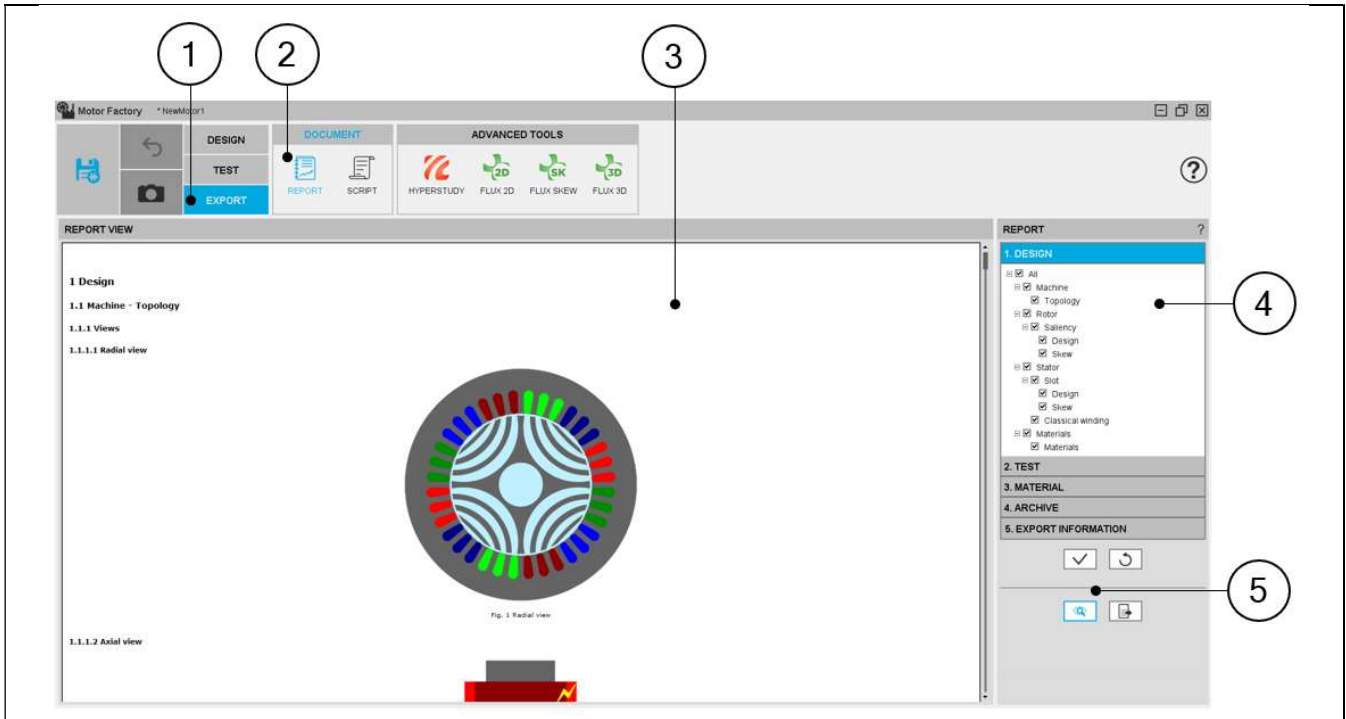 1
2
3
Motor Factory * NewMotor1
DESIGN
TEST
EXPORT
DOCUMENT
REPORT
SCRIPT
ADVANCED TOOLS
HYPERSTUDY
2D
FLUX 2D
SK
FLUX SKEW
3D
FLUX 3D
?
REPORT VIEW
1 Design
1.1 Machine - Topology
1.1.1 Views
1.1.1.1 Radial view
Fig. 1 Radial view
1.1.1.2 Axial view
REPORT ?
1. DESIGN
All
Machine
Topology
Rotor
Saliency
Design
Skew
Stator
Slot
Design
Skew
Classical winding
Materials
Materials
2. TEST
3. MATERIAL
4. ARCHIVE
5. EXPORT INFORMATION
4
5